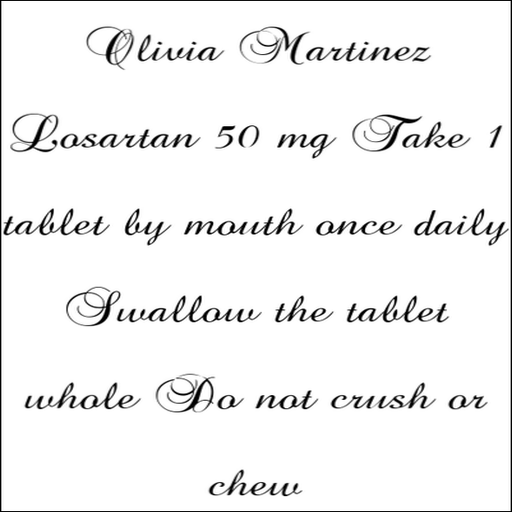 Olivia Martinez
Losartan 50 mg Take 1
tablet by mouth once daily
Swallow the tablet
whole Do not crush or
chew